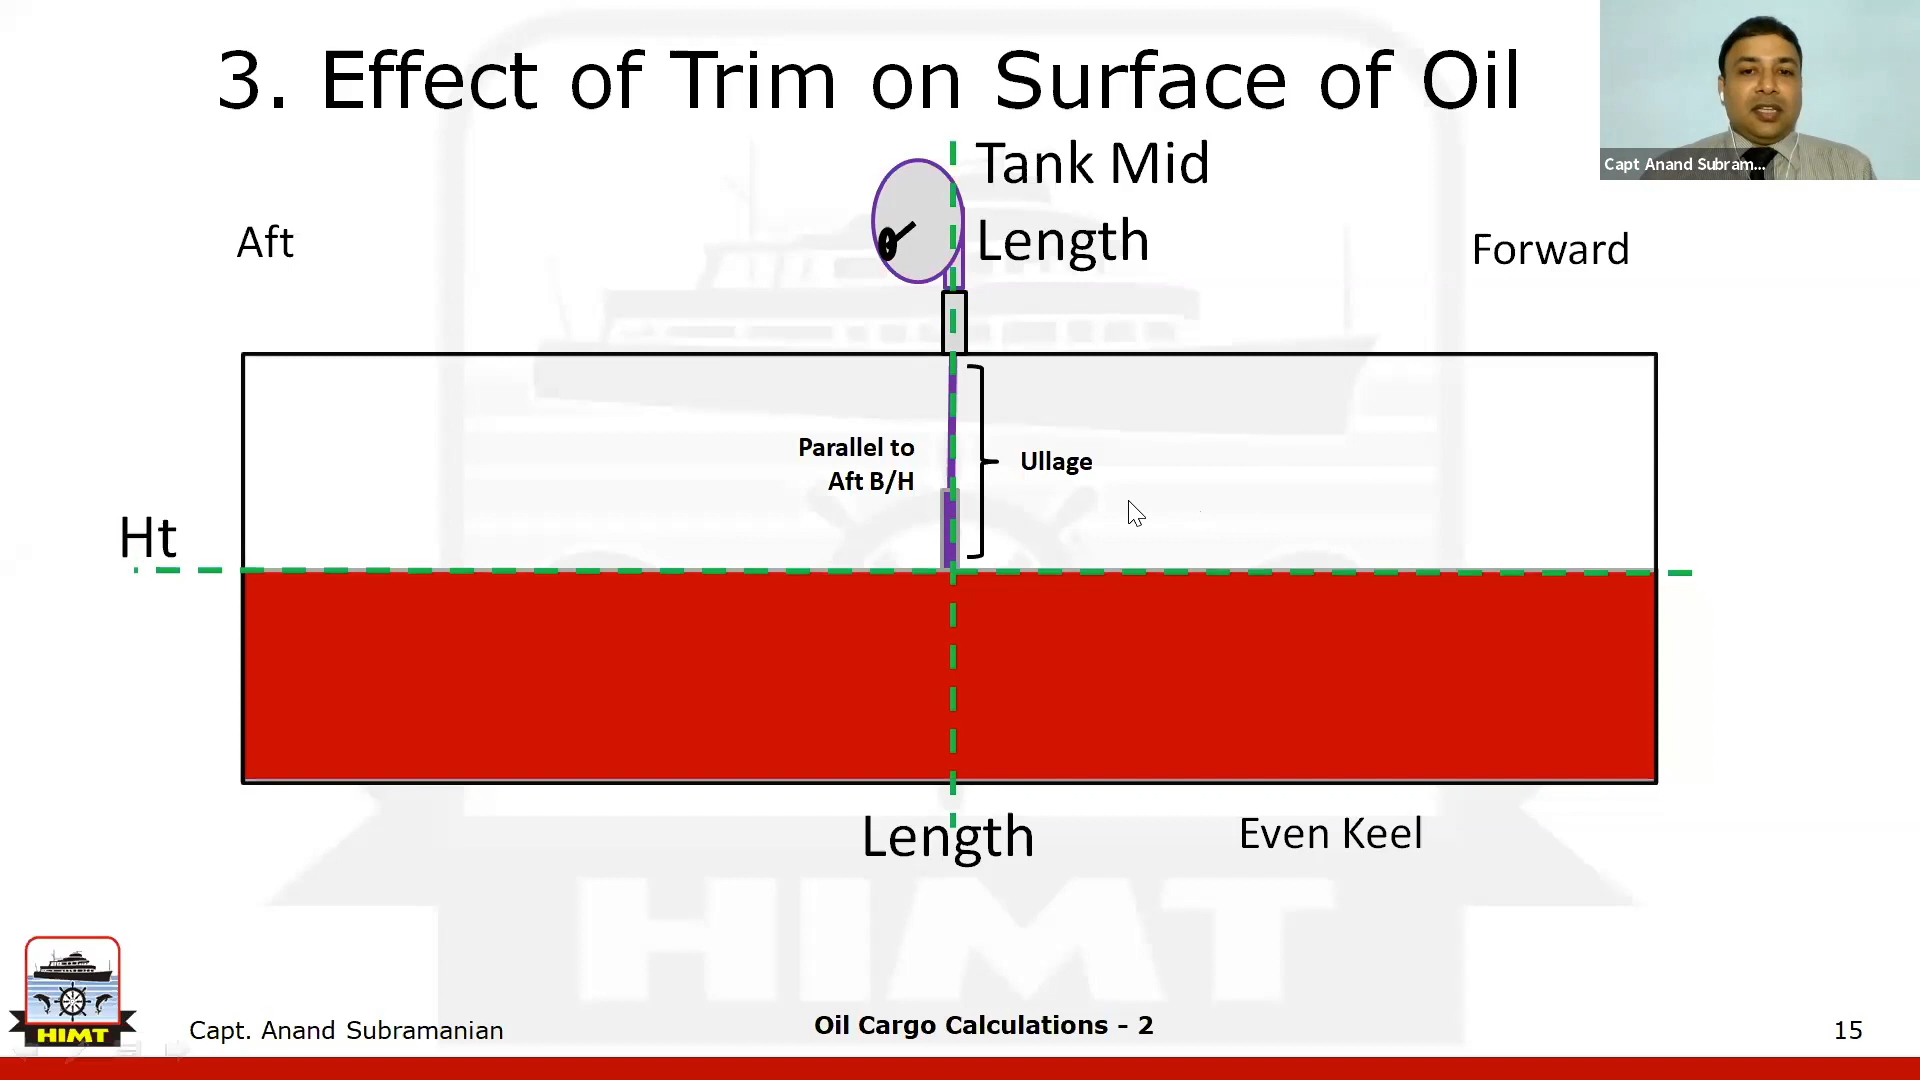 3. Effect of Trim on Surface of Oil
Capt Anand Subram...
Tank Mid
Length
Aft
Forward
Parallel to
Aft B/H
Ullage
Ht
Length
Even Keel
HIMT
HIMT
Capt. Anand Subramanian
Oil Cargo Calculations - 2
15